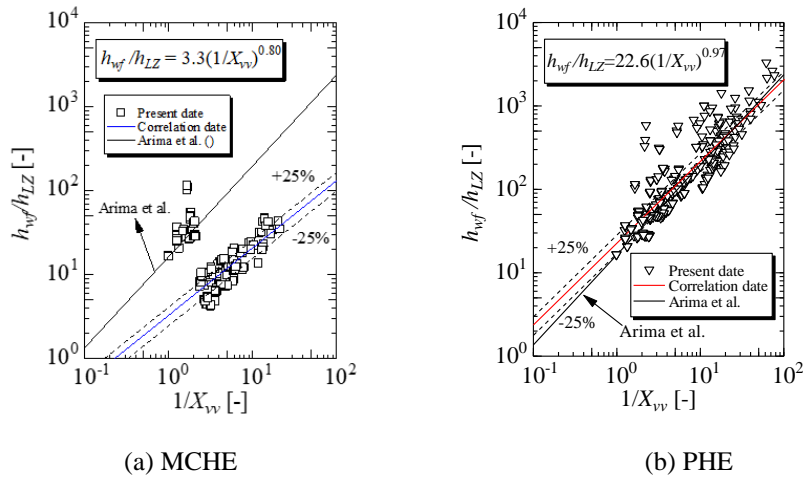 h_wf/h_LZ = 3.3(1/X_vv)^0.80
Present date
Correlation date
Arima et al. ()
Arima et al.
+25%
-25%
h_wf/h_LZ [-]
10^4
10^3
10^2
10^1
10^0
10^-1 10^0 10^1 10^2
1/X_vv [-]
(a) MCHE
h_wf/h_LZ=22.6(1/X_vv)^0.97
+25%
-25%
Present date
Correlation date
Arima et al.
Arima et al.
h_wf/h_LZ [-]
10^4
10^3
10^2
10^1
10^0
10^-1 10^0 10^1 10^2
1/X_vv [-]
(b) PHE